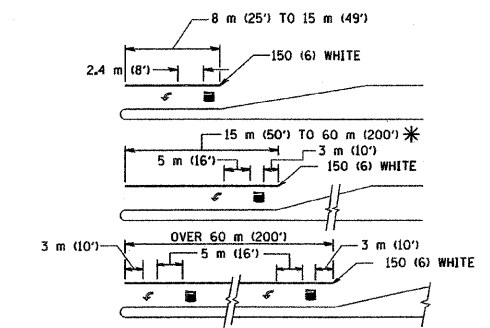 8 m (25') TO 15 m (49')
150 (6) WHITE
2.4 m (8')
15 m (50') TO 60 m (200') *
3 m (10')
5 m (16')
150 (6) WHITE
OVER 60 m (200')
3 m (10')
3 m (10')
5 m (16')
150 (6) WHITE